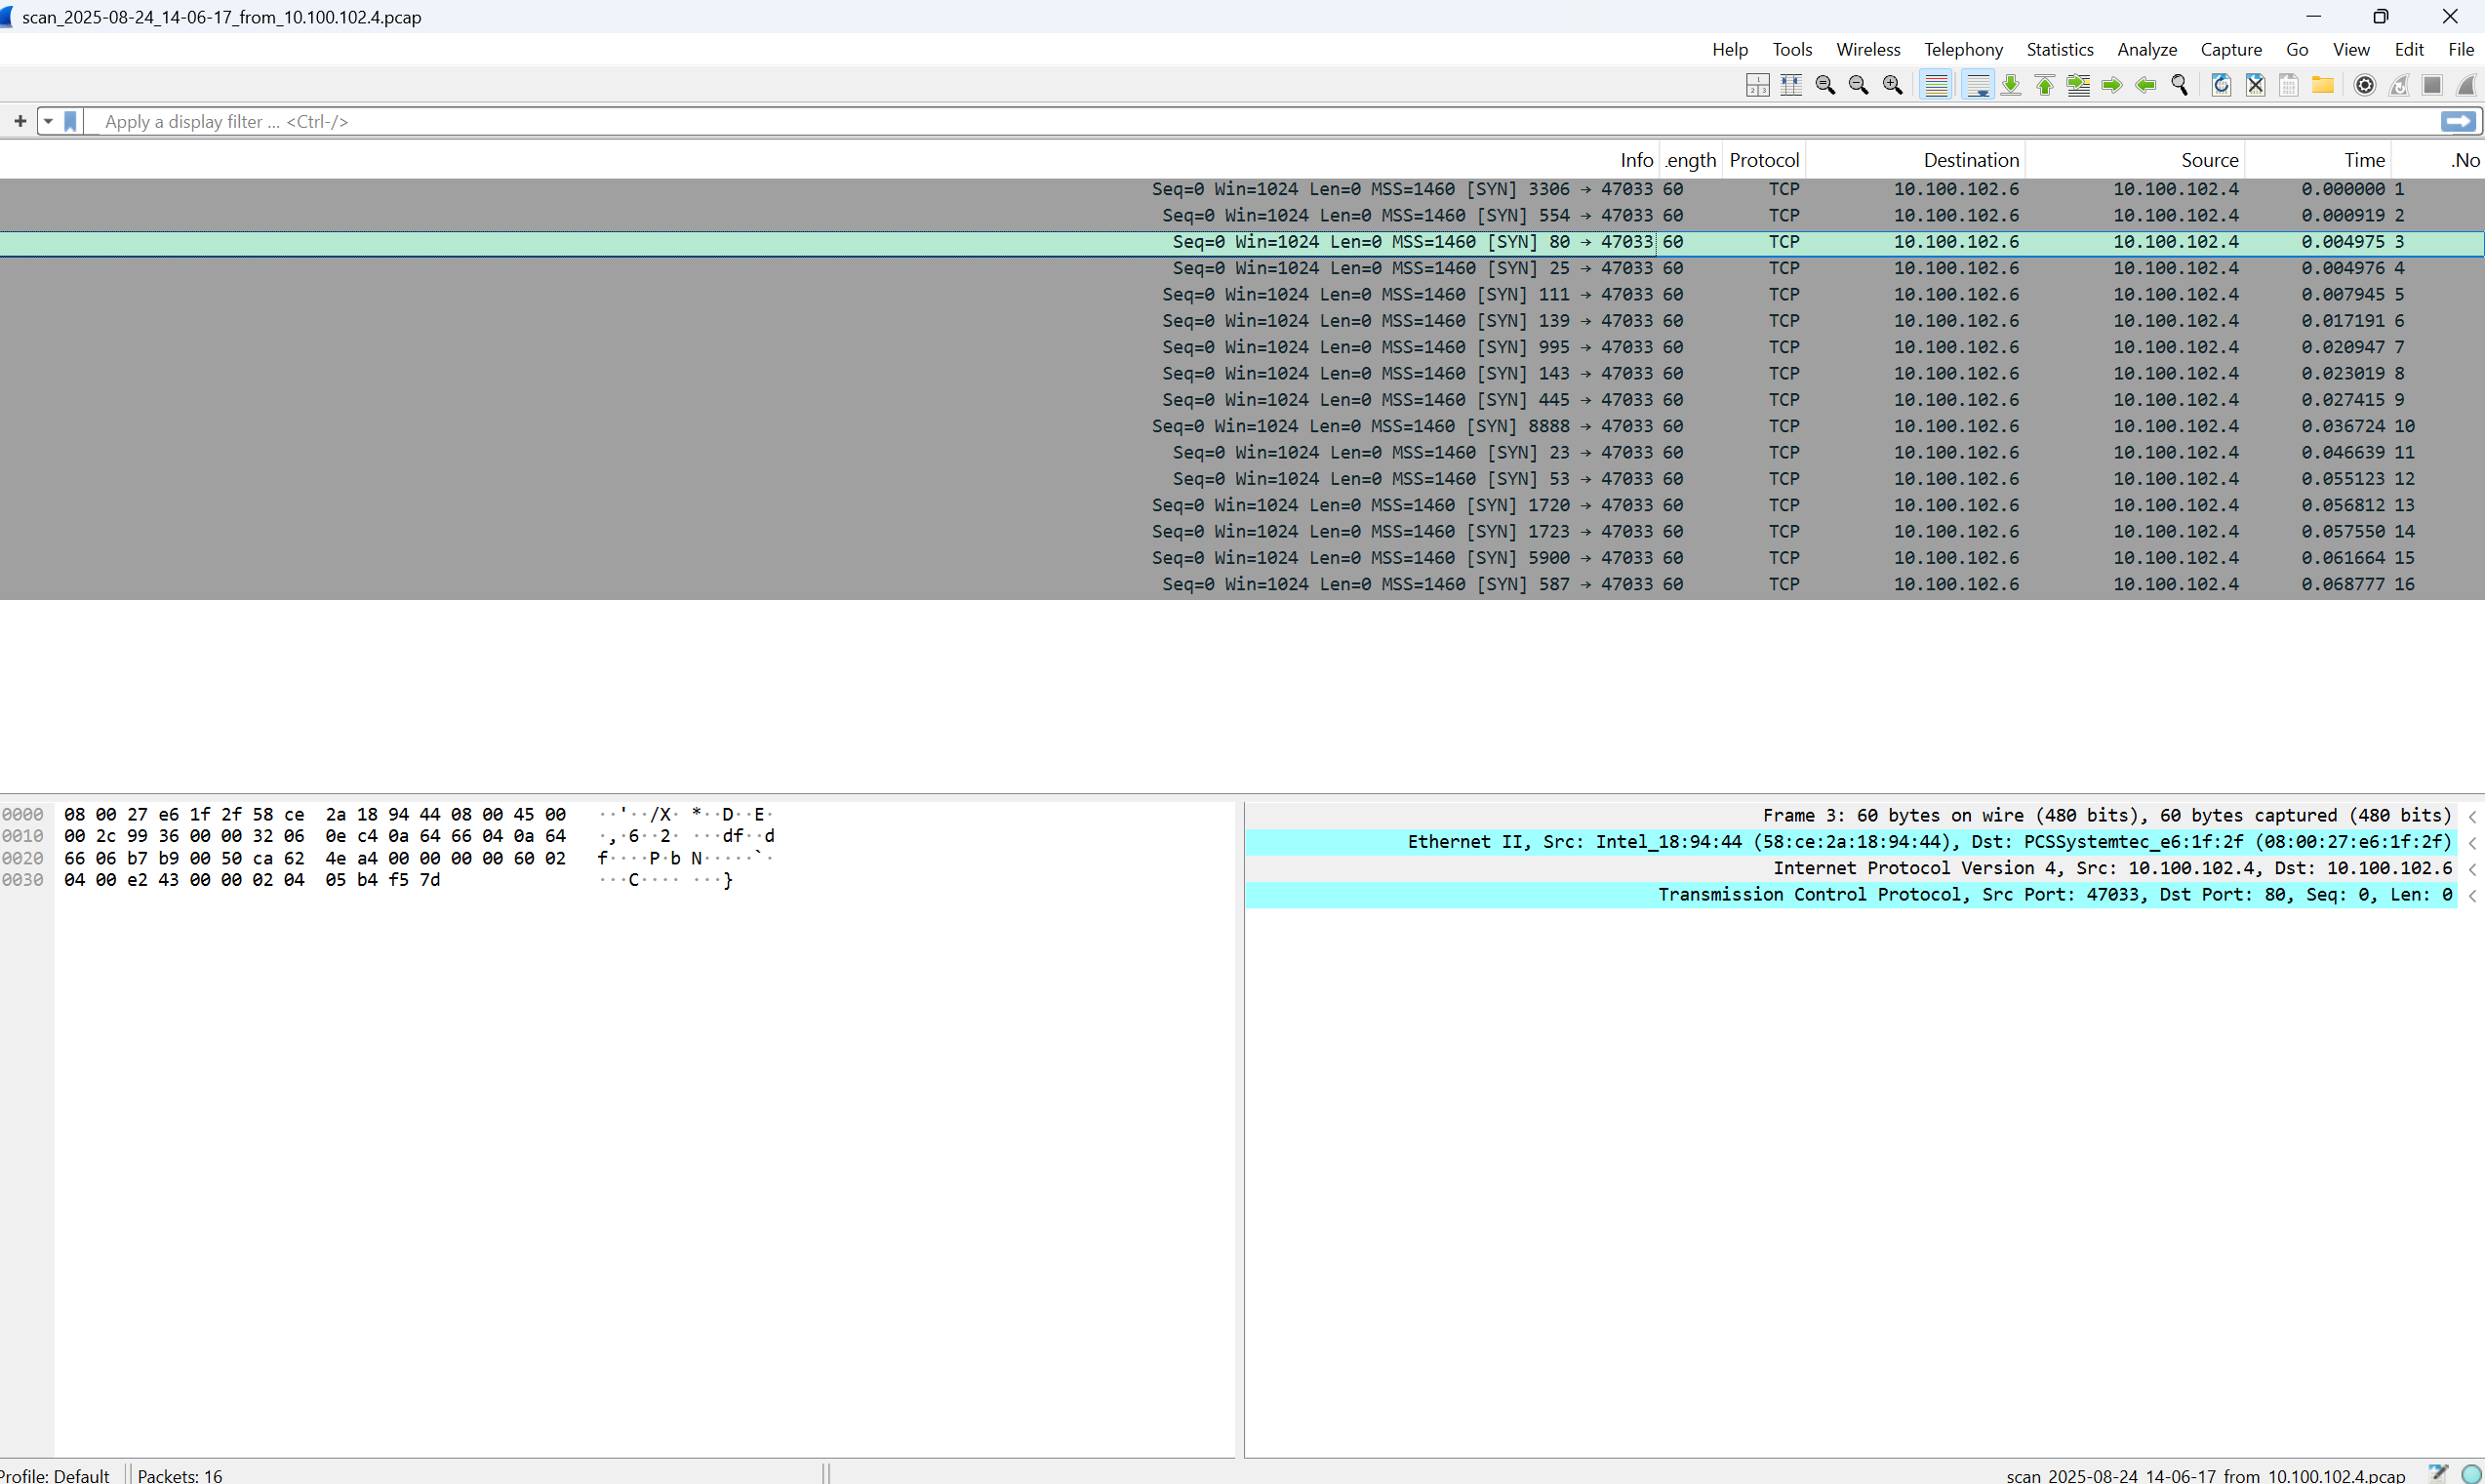 scan_2025-08-24_14-06-17_from_10.100.102.4.pcap
Help Tools Wireless Telephony Statistics Analyze Capture Go View Edit File
Apply a display filter ... <Ctrl-/>
Info .ength Protocol Destination Source Time .No
Seq=0 Win=1024 Len=0 MSS=1460 [SYN] 3306 → 47033 60 TCP 10.100.102.6 10.100.102.4 0.000000 1
Seq=0 Win=1024 Len=0 MSS=1460 [SYN] 554 → 47033 60 TCP 10.100.102.6 10.100.102.4 0.000919 2
Seq=0 Win=1024 Len=0 MSS=1460 [SYN] 80 → 47033 60 TCP 10.100.102.6 10.100.102.4 0.004975 3
Seq=0 Win=1024 Len=0 MSS=1460 [SYN] 25 → 47033 60 TCP 10.100.102.6 10.100.102.4 0.004976 4
Seq=0 Win=1024 Len=0 MSS=1460 [SYN] 111 → 47033 60 TCP 10.100.102.6 10.100.102.4 0.007945 5
Seq=0 Win=1024 Len=0 MSS=1460 [SYN] 139 → 47033 60 TCP 10.100.102.6 10.100.102.4 0.017191 6
Seq=0 Win=1024 Len=0 MSS=1460 [SYN] 995 → 47033 60 TCP 10.100.102.6 10.100.102.4 0.020947 7
Seq=0 Win=1024 Len=0 MSS=1460 [SYN] 143 → 47033 60 TCP 10.100.102.6 10.100.102.4 0.023019 8
Seq=0 Win=1024 Len=0 MSS=1460 [SYN] 445 → 47033 60 TCP 10.100.102.6 10.100.102.4 0.027415 9
Seq=0 Win=1024 Len=0 MSS=1460 [SYN] 8888 → 47033 60 TCP 10.100.102.6 10.100.102.4 0.036724 10
Seq=0 Win=1024 Len=0 MSS=1460 [SYN] 23 → 47033 60 TCP 10.100.102.6 10.100.102.4 0.046639 11
Seq=0 Win=1024 Len=0 MSS=1460 [SYN] 53 → 47033 60 TCP 10.100.102.6 10.100.102.4 0.055123 12
Seq=0 Win=1024 Len=0 MSS=1460 [SYN] 1720 → 47033 60 TCP 10.100.102.6 10.100.102.4 0.056812 13
Seq=0 Win=1024 Len=0 MSS=1460 [SYN] 1723 → 47033 60 TCP 10.100.102.6 10.100.102.4 0.057550 14
Seq=0 Win=1024 Len=0 MSS=1460 [SYN] 5900 → 47033 60 TCP 10.100.102.6 10.100.102.4 0.061664 15
Seq=0 Win=1024 Len=0 MSS=1460 [SYN] 587 → 47033 60 TCP 10.100.102.6 10.100.102.4 0.068777 16
0000 08 00 27 e6 1f 2f 58 ce 2a 18 94 44 08 00 45 00 ··'··/X· *··D··E·
0010 00 2c 99 36 00 00 32 06 0e c4 0a 64 66 04 0a 64 ·,·6··2· ···df··d
0020 66 06 b7 b9 00 50 ca 62 4e a4 00 00 00 00 60 02 f····P·b N·····`·
0030 04 00 e2 43 00 00 02 04 05 b4 f5 7d ···C···· ···}
Frame 3: 60 bytes on wire (480 bits), 60 bytes captured (480 bits)
Ethernet II, Src: Intel_18:94:44 (58:ce:2a:18:94:44), Dst: PCSSystemtec_e6:1f:2f (08:00:27:e6:1f:2f)
Internet Protocol Version 4, Src: 10.100.102.4, Dst: 10.100.102.6
Transmission Control Protocol, Src Port: 47033, Dst Port: 80, Seq: 0, Len: 0
Profile: Default Packets: 16 scan_2025-08-24_14-06-17_from_10.100.102.4.pcap